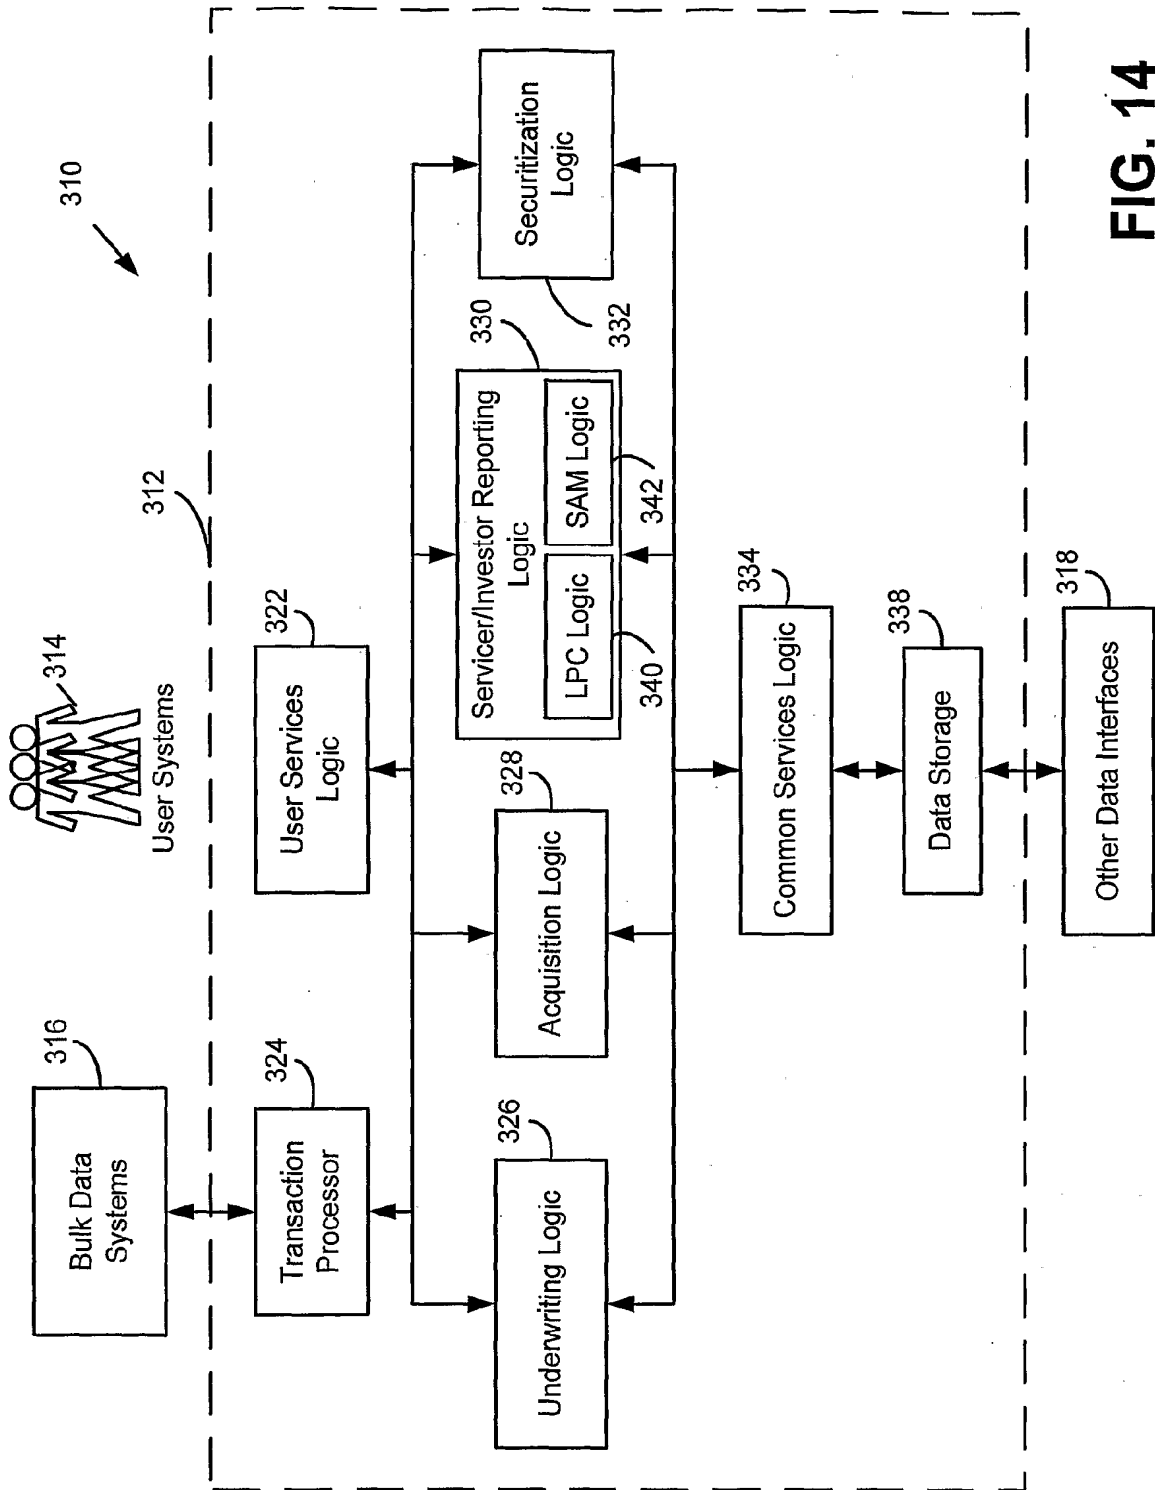 310
314
User Systems
312
316
Bulk Data
Systems
324
Transaction
Processor
322
User Services
Logic
326
Underwriting Logic
328
Acquisition Logic
330
Servicer/Investor Reporting
Logic
LPC Logic
SAM Logic
340
342
Securitization
Logic
332
334
Common Services Logic
338
Data Storage
318
Other Data Interfaces
FIG. 14